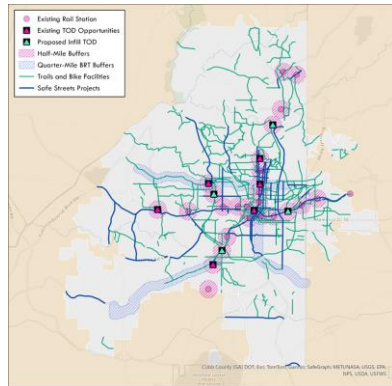 Existing Rail Station
Existing TOD Opportunities
Proposed Infill TOD
Half-Mile Buffers
Quarter-Mile BRT Buffers
Trails and Bike Facilities
Safe Streets Projects
Cobb County (GA) DOT, Esri, TomTom, Garmin, SafeGraph, METI/NASA, USGS, EPA,
NPS, USDA, USFWS